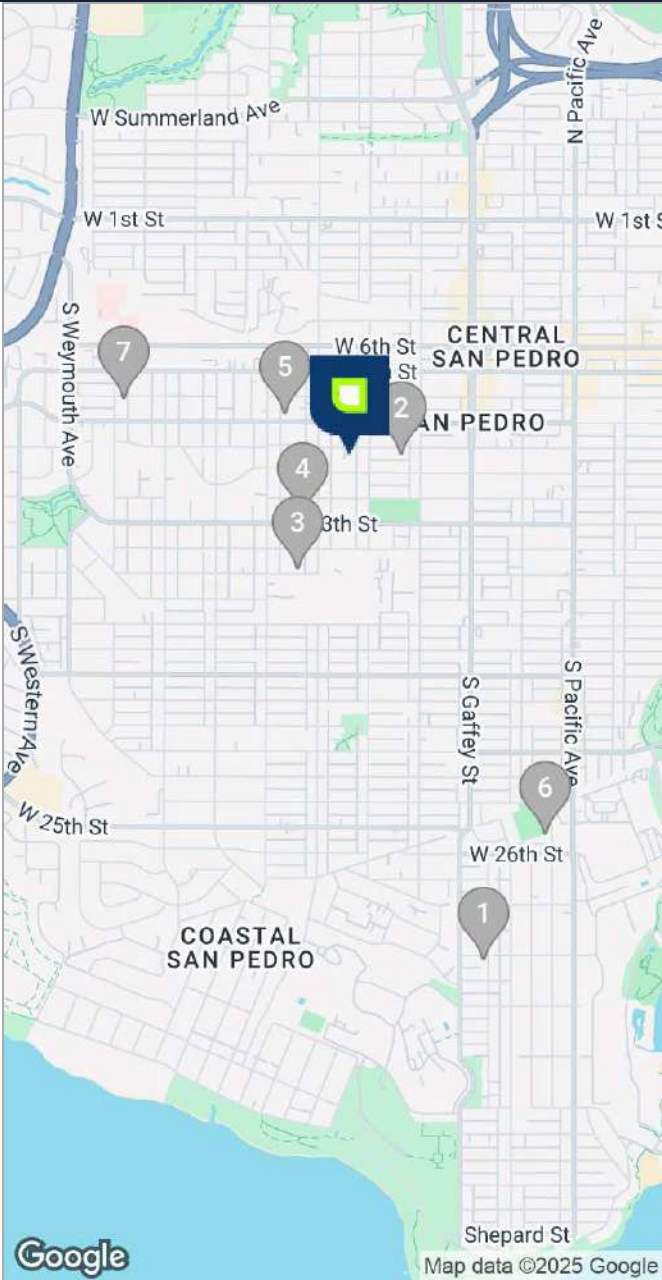 N Pacific Ave
W Summerland Ave
W 1st St
W 1st S
S Weymouth Ave
W 6th St
CENTRAL
SAN PEDRO
St
7
5
2
AN PEDRO
4
3
3th St
S Western Ave
S Gaffey St
S Pacific Ave
6
W 25th St
W 26th St
1
COASTAL
SAN PEDRO
Shepard St
Google
Map data ©2025 Google